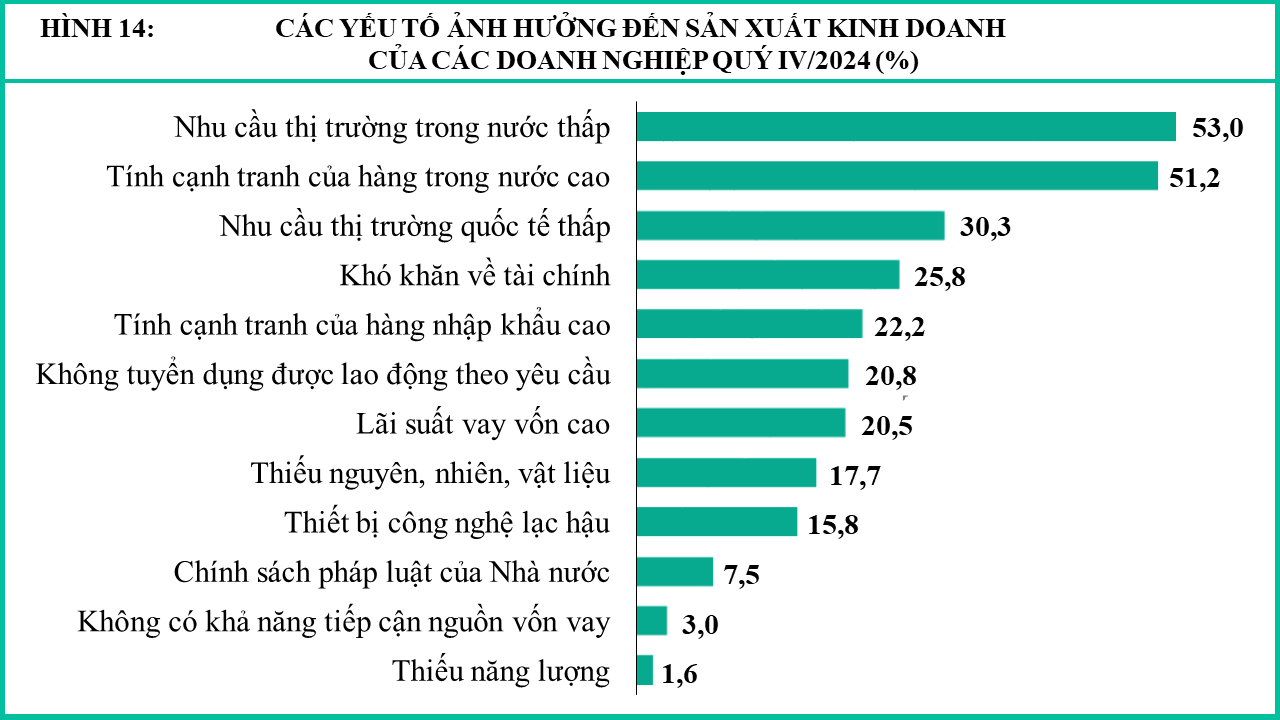 HÌNH 14: CÁC YẾU TỐ ẢNH HƯỞNG ĐẾN SẢN XUẤT KINH DOANH
CỦA CÁC DOANH NGHIỆP QUÝ IV/2024 (%)
Nhu cầu thị trường trong nước thấp 53,0
Tính cạnh tranh của hàng trong nước cao 51,2
Nhu cầu thị trường quốc tế thấp 30,3
Khó khăn về tài chính 25,8
Tính cạnh tranh của hàng nhập khẩu cao 22,2
Không tuyển dụng được lao động theo yêu cầu 20,8
Lãi suất vay vốn cao 20,5
Thiếu nguyên, nhiên, vật liệu 17,7
Thiết bị công nghệ lạc hậu 15,8
Chính sách pháp luật của Nhà nước 7,5
Không có khả năng tiếp cận nguồn vốn vay 3,0
Thiếu năng lượng 1,6